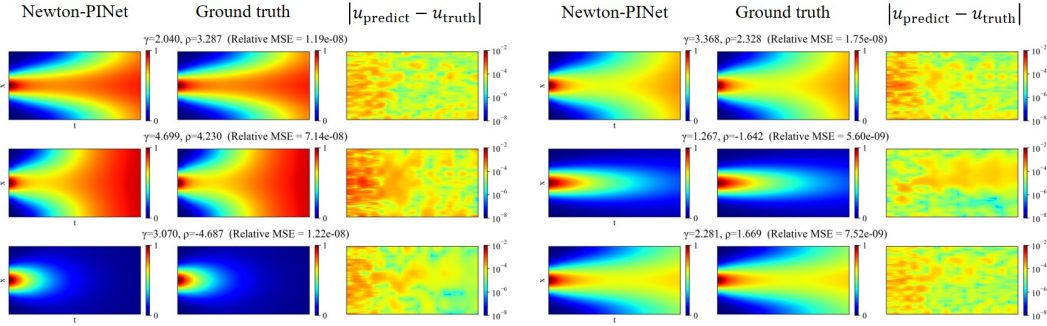 Newton-PINet Ground truth |u_predict − u_truth| Newton-PINet Ground truth |u_predict − u_truth|
γ=2.040, ρ=3.287 (Relative MSE = 1.19e-08)
x
t
1
0
1
0
10⁻²
10⁻⁴
10⁻⁶
10⁻⁸
γ=4.699, ρ=4.230 (Relative MSE = 7.14e-08)
x
t
1
0
1
0
10⁻²
10⁻⁴
10⁻⁶
10⁻⁸
γ=3.070, ρ=-4.687 (Relative MSE = 1.22e-08)
x
t
1
0
1
0
10⁻²
10⁻⁴
10⁻⁶
10⁻⁸
γ=3.368, ρ=2.328 (Relative MSE = 1.75e-08)
x
t
1
0
1
0
10⁻²
10⁻⁴
10⁻⁶
10⁻⁸
γ=1.267, ρ=-1.642 (Relative MSE = 5.60e-09)
x
t
1
0
1
0
10⁻²
10⁻⁴
10⁻⁶
10⁻⁸
γ=2.281, ρ=1.669 (Relative MSE = 7.52e-09)
x
t
1
0
1
0
10⁻²
10⁻⁴
10⁻⁶
10⁻⁸